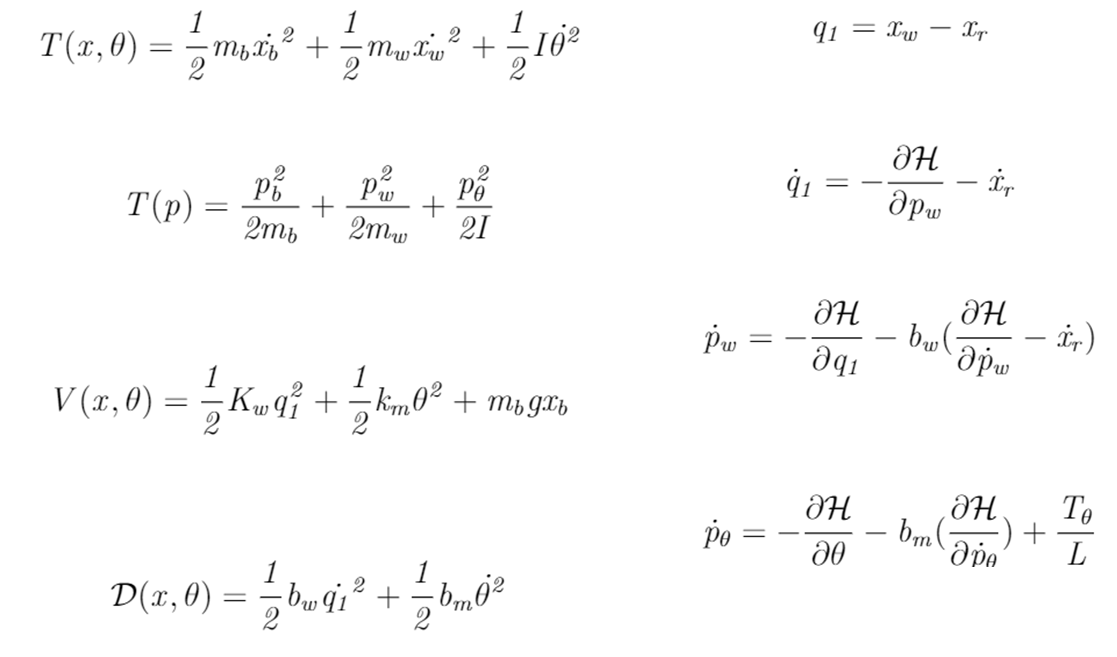 T(x, θ) = 1/2 m_b ẋ_b² + 1/2 m_w ẋ_w² + 1/2 I θ̇²
T(p) = p_b²/2m_b + p_w²/2m_w + p_θ²/2I
V(x, θ) = 1/2 K_w q_1² + 1/2 k_m θ² + m_b g x_b
𝒟(x, θ) = 1/2 b_w q̇_1² + 1/2 b_m θ̇²
q_1 = x_w − x_r
q̇_1 = −∂ℋ/∂p_w − ẋ_r
ṗ_w = −∂ℋ/∂q_1 − b_w(∂ℋ/∂ṗ_w − ẋ_r)
ṗ_θ = −∂ℋ/∂θ − b_m(∂ℋ/∂ṗ_θ) + T_θ/L